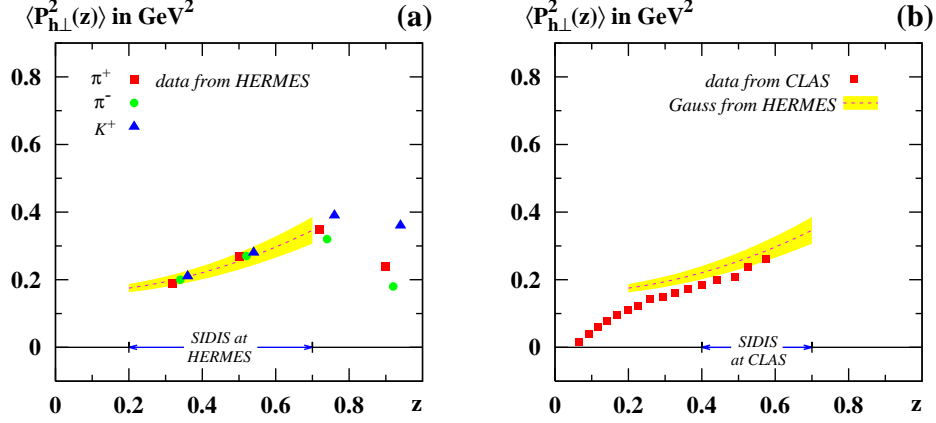 ⟨P²h⊥(z)⟩ in GeV² (a)
0.8
0.6
0.4
0.2
0
π⁺
π⁻
K⁺
data from HERMES
SIDIS at
HERMES
0 0.2 0.4 0.6 0.8 z
⟨P²h⊥(z)⟩ in GeV² (b)
0.8
0.6
0.4
0.2
0
data from CLAS
Gauss from HERMES
SIDIS
at CLAS
0 0.2 0.4 0.6 0.8 z